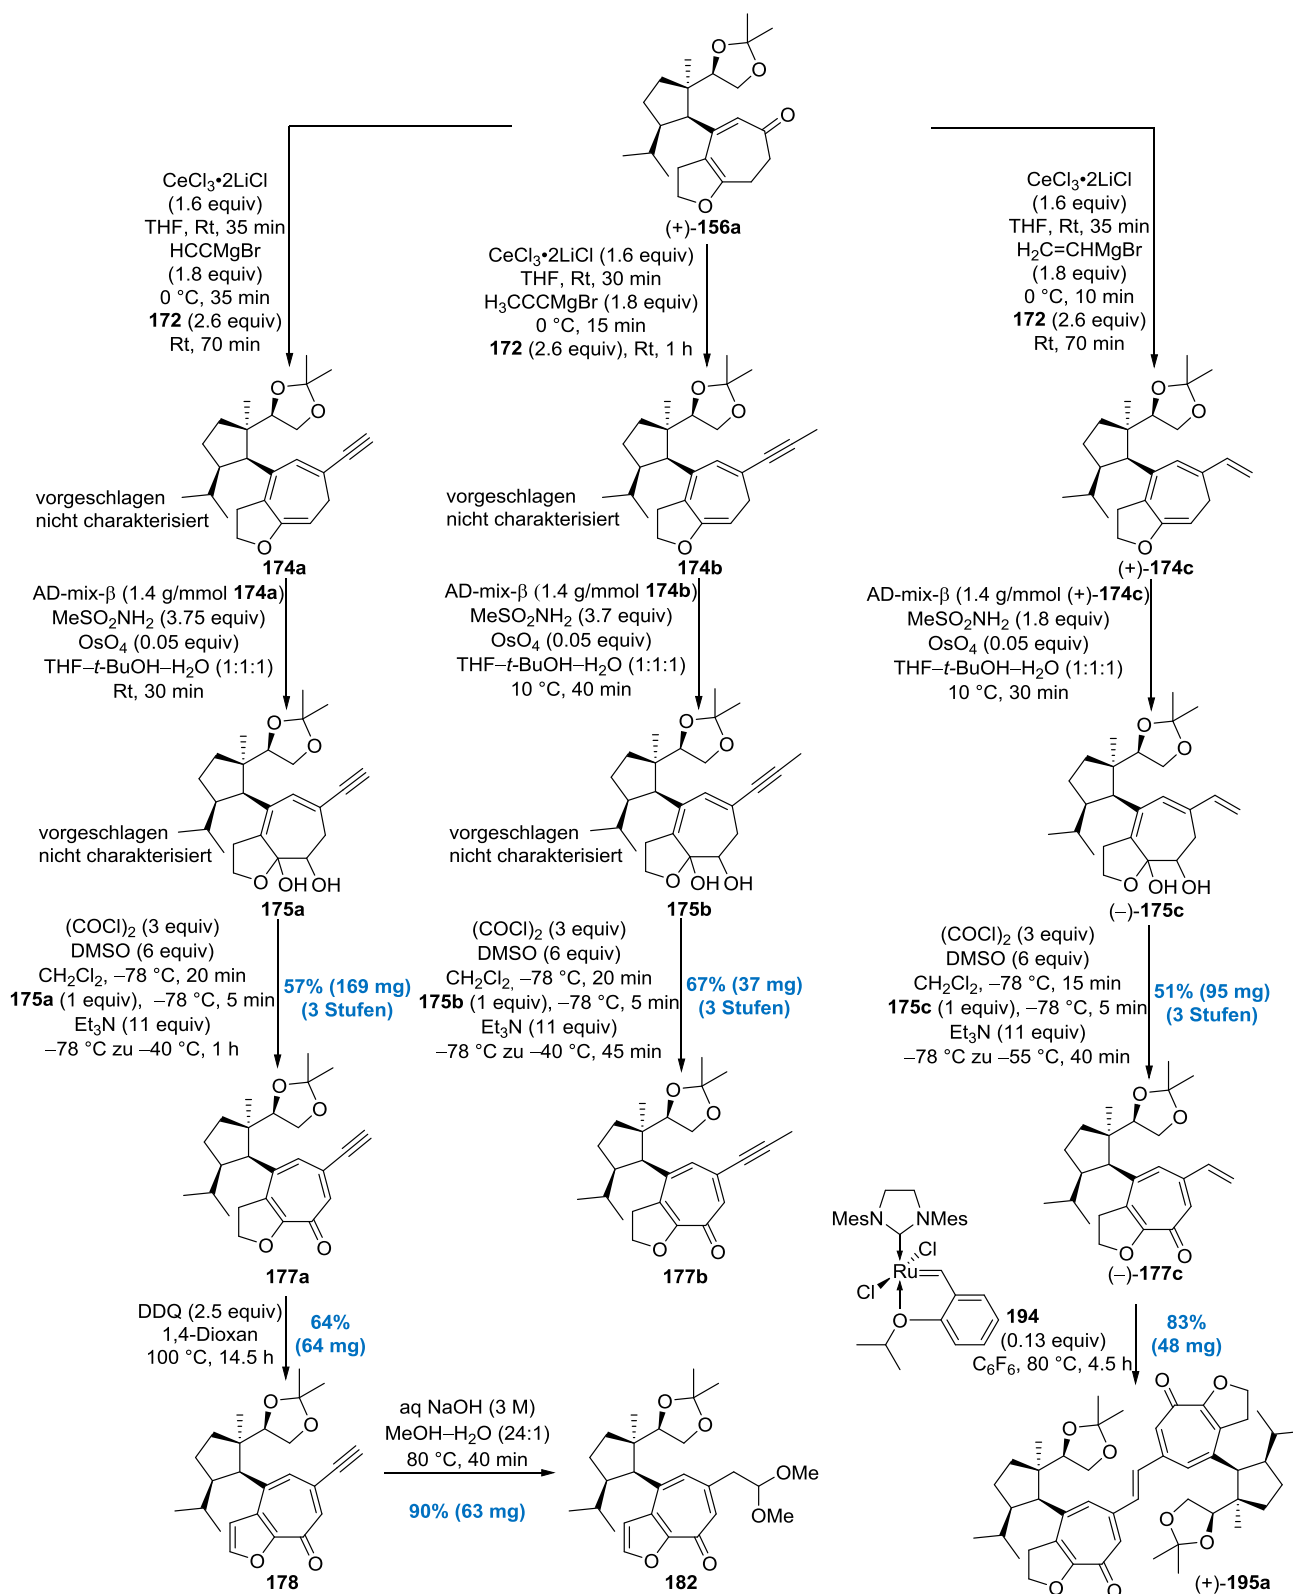 O
O
O
O
(+)-156a
CeCl3•2LiCl
(1.6 equiv)
THF, Rt, 35 min
HCCMgBr
(1.8 equiv)
0 °C, 35 min
172 (2.6 equiv)
Rt, 70 min
CeCl3•2LiCl (1.6 equiv)
THF, Rt, 30 min
H3CCCMgBr (1.8 equiv)
0 °C, 15 min
172 (2.6 equiv), Rt, 1 h
CeCl3•2LiCl
(1.6 equiv)
THF, Rt, 35 min
H2C=CHMgBr
(1.8 equiv)
0 °C, 10 min
172 (2.6 equiv)
Rt, 70 min
O
O
vorgeschlagen
nicht charakterisiert
O
174a
O
O
vorgeschlagen
nicht charakterisiert
O
174b
O
O
O
(+)-174c
AD-mix-β (1.4 g/mmol 174a)
MeSO2NH2 (3.75 equiv)
OsO4 (0.05 equiv)
THF–t-BuOH–H2O (1:1:1)
Rt, 30 min
AD-mix-β (1.4 g/mmol 174b)
MeSO2NH2 (3.7 equiv)
OsO4 (0.05 equiv)
THF–t-BuOH–H2O (1:1:1)
10 °C, 40 min
AD-mix-β (1.4 g/mmol (+)-174c)
MeSO2NH2 (1.8 equiv)
OsO4 (0.05 equiv)
THF–t-BuOH–H2O (1:1:1)
10 °C, 30 min
O
O
vorgeschlagen
nicht charakterisiert
O OH OH
175a
O
O
vorgeschlagen
nicht charakterisiert
O OH OH
175b
O
O
O OH OH
(–)-175c
(COCl)2 (3 equiv)
DMSO (6 equiv)
CH2Cl2, –78 °C, 20 min
175a (1 equiv), –78 °C, 5 min
Et3N (11 equiv)
–78 °C zu –40 °C, 1 h
57% (169 mg)
(3 Stufen)
(COCl)2 (3 equiv)
DMSO (6 equiv)
CH2Cl2, –78 °C, 20 min
175b (1 equiv), –78 °C, 5 min
Et3N (11 equiv)
–78 °C zu –40 °C, 45 min
67% (37 mg)
(3 Stufen)
(COCl)2 (3 equiv)
DMSO (6 equiv)
CH2Cl2, –78 °C, 15 min
175c (1 equiv), –78 °C, 5 min
Et3N (11 equiv)
–78 °C zu –55 °C, 40 min
51% (95 mg)
(3 Stufen)
O
O
O
O
177a
O
O
O
O
177b
O
O
O
O
(–)-177c
MesN NMes
Cl
Ru
Cl
O
194
(0.13 equiv)
C6F6, 80 °C, 4.5 h
83%
(48 mg)
DDQ (2.5 equiv)
1,4-Dioxan
100 °C, 14.5 h
64%
(64 mg)
O
O
O
O
178
aq NaOH (3 M)
MeOH–H2O (24:1)
80 °C, 40 min
90% (63 mg)
O
O
OMe
OMe
O
O
182
O
O
O
O
O
O
O
O
(+)-195a